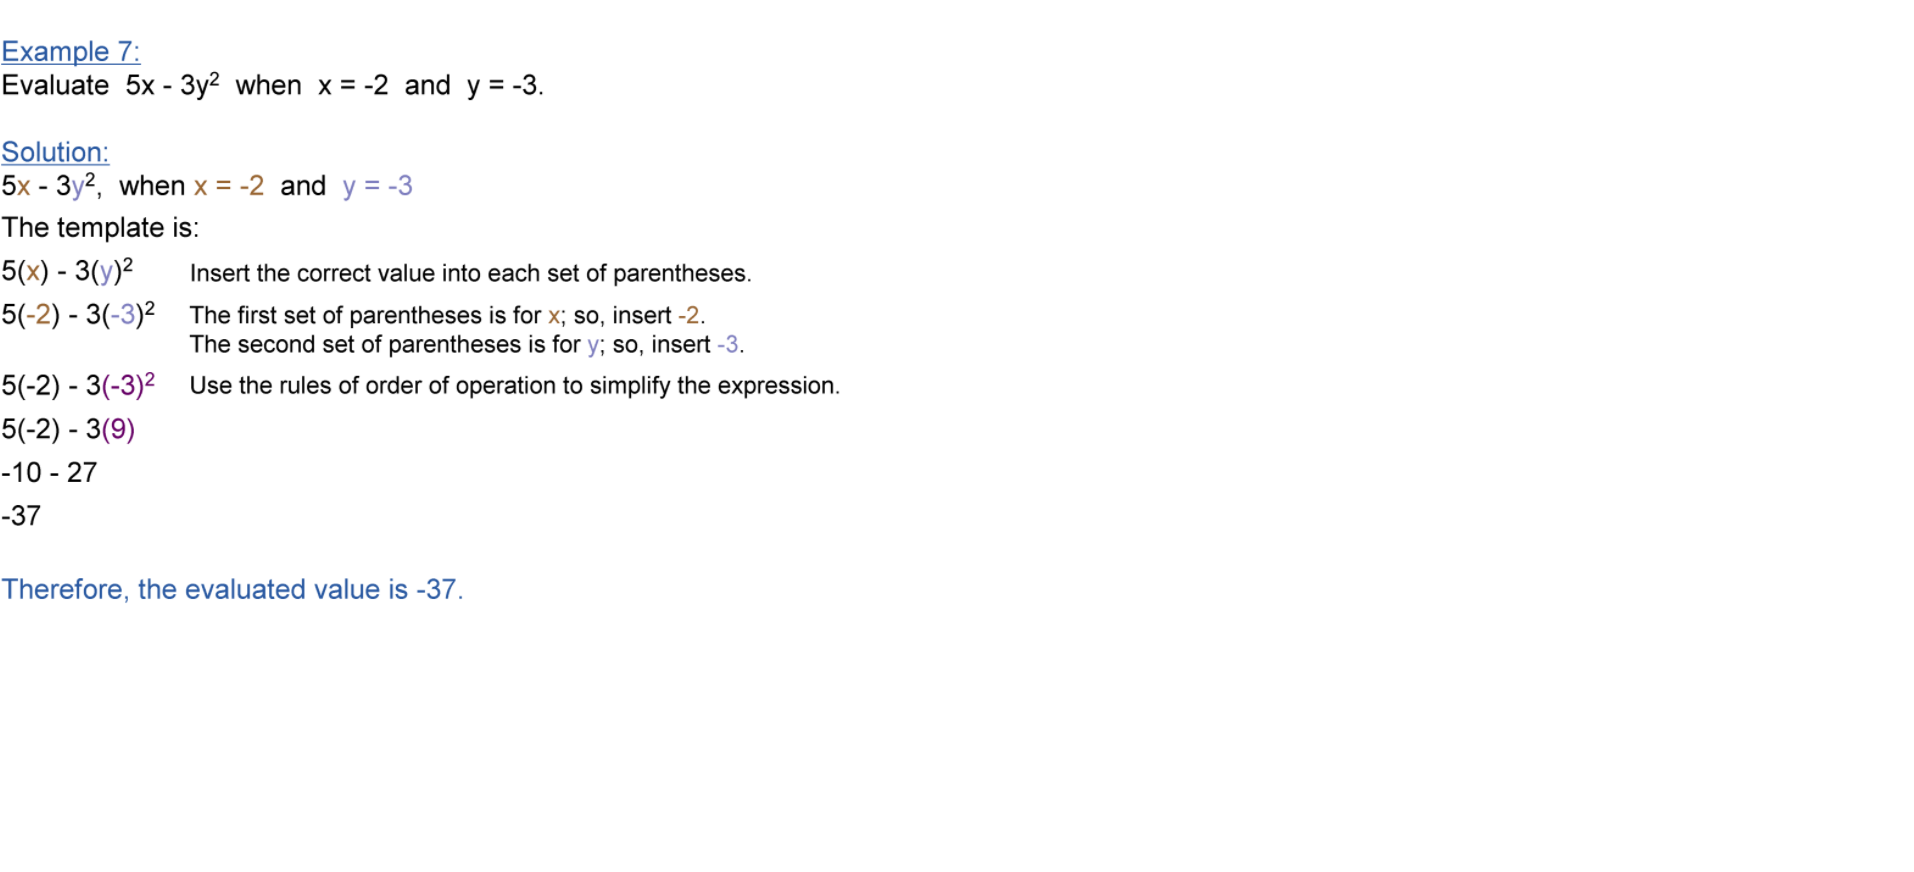 Example 7:
Evaluate 5x - 3y² when x = -2 and y = -3.
Solution:
5x - 3y², when x = -2 and y = -3
The template is:
5(x) - 3(y)² Insert the correct value into each set of parentheses.
5(-2) - 3(-3)² The first set of parentheses is for x; so, insert -2.
The second set of parentheses is for y; so, insert -3.
5(-2) - 3(-3)² Use the rules of order of operation to simplify the expression.
5(-2) - 3(9)
-10 - 27
-37
Therefore, the evaluated value is -37.